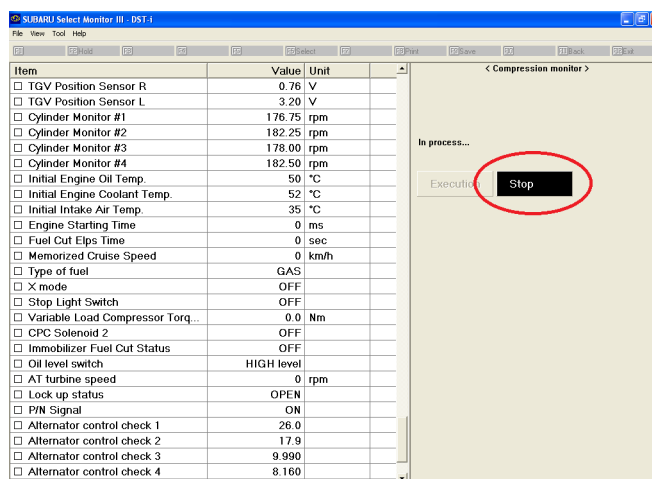 SUBARU Select Monitor III - DST-i
File View Tool Help
Hold Select Print Save Back Exit
Item Value Unit
TGV Position Sensor R 0.76 V
TGV Position Sensor L 3.20 V
Cylinder Monitor #1 176.75 rpm
Cylinder Monitor #2 182.25 rpm
Cylinder Monitor #3 178.00 rpm
Cylinder Monitor #4 182.50 rpm
Initial Engine Oil Temp. 50 °C
Initial Engine Coolant Temp. 52 °C
Initial Intake Air Temp. 35 °C
Engine Starting Time 0 ms
Fuel Cut Elps Time 0 sec
Memorized Cruise Speed 0 km/h
Type of fuel GAS
X mode OFF
Stop Light Switch OFF
Variable Load Compressor Torq... 0.0 Nm
CPC Solenoid 2 OFF
Immobilizer Fuel Cut Status OFF
Oil level switch HIGH level
AT turbine speed 0 rpm
Lock up status OPEN
P/N Signal ON
Alternator control check 1 26.0
Alternator control check 2 17.9
Alternator control check 3 9.990
Alternator control check 4 8.160
< Compression monitor >
In process...
Execution Stop